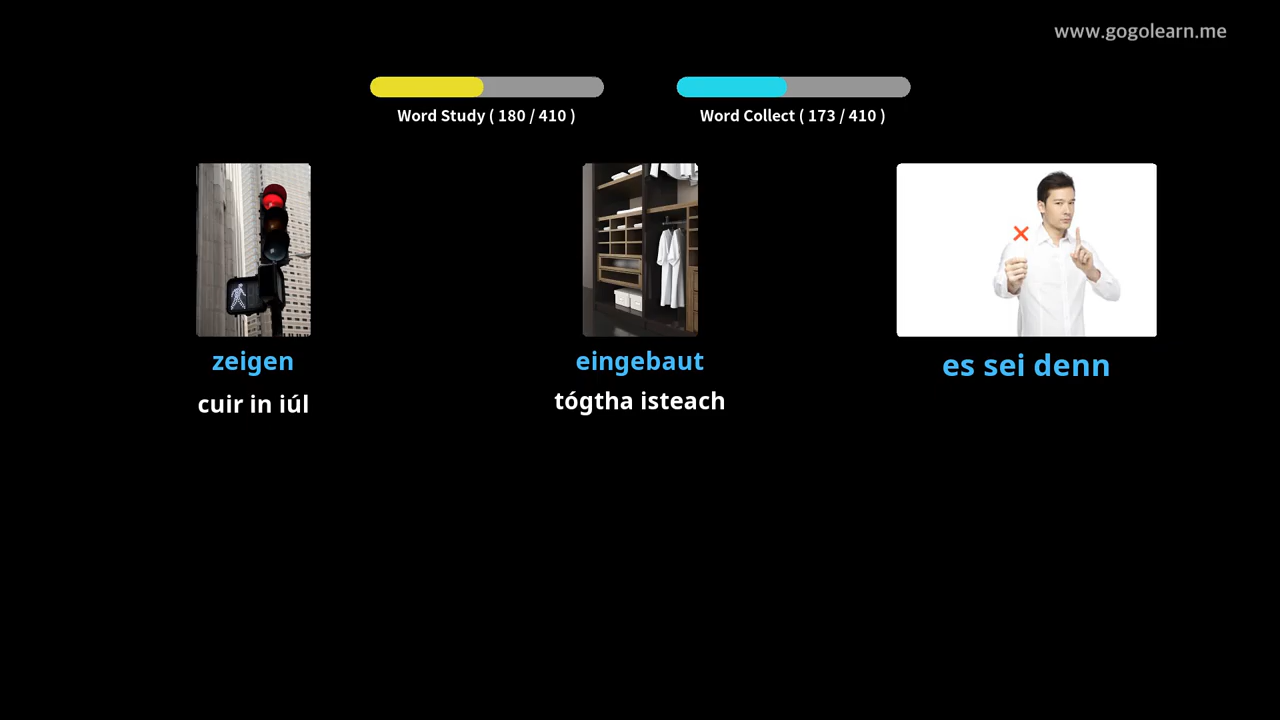 www.gogolearn.me
Word Study ( 180 / 410 )
Word Collect ( 173 / 410 )
zeigen
cuir in iúl
eingebaut
tógtha isteach
es sei denn